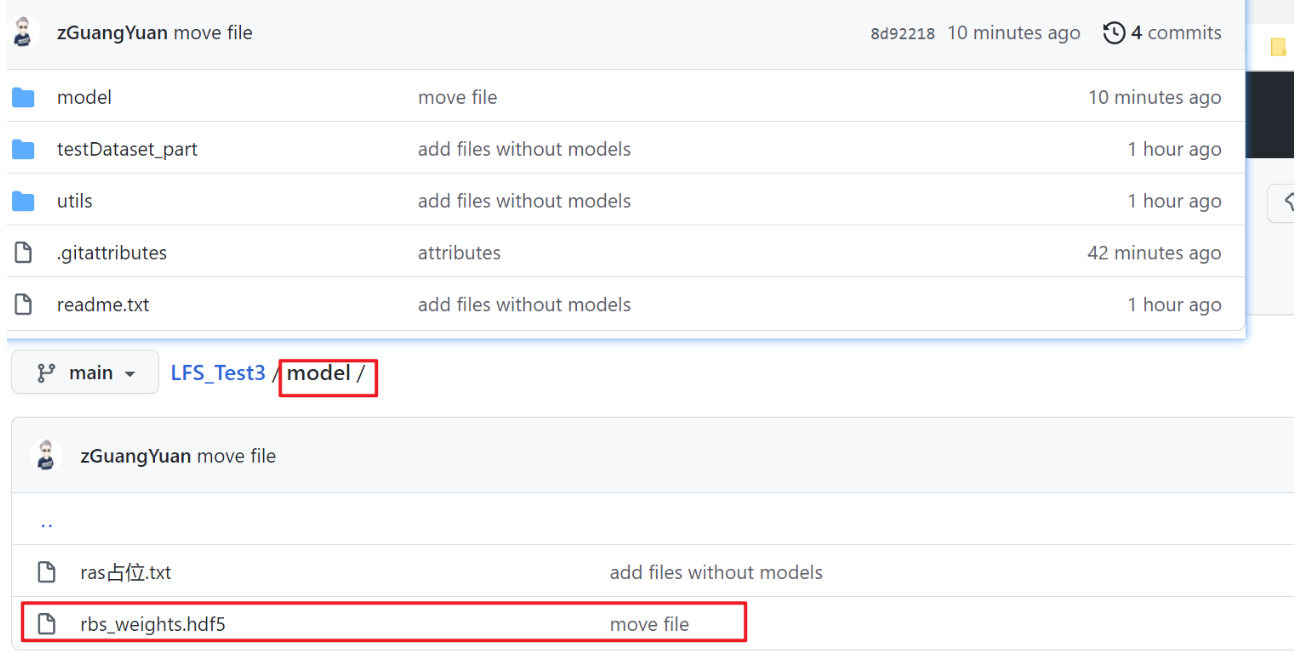 zGuangYuan move file 8d92218 10 minutes ago 4 commits
model move file 10 minutes ago
testDataset_part add files without models 1 hour ago
utils add files without models 1 hour ago
.gitattributes attributes 42 minutes ago
readme.txt add files without models 1 hour ago
main LFS_Test3 / model /
zGuangYuan move file
..
ras占位.txt add files without models
rbs_weights.hdf5 move file